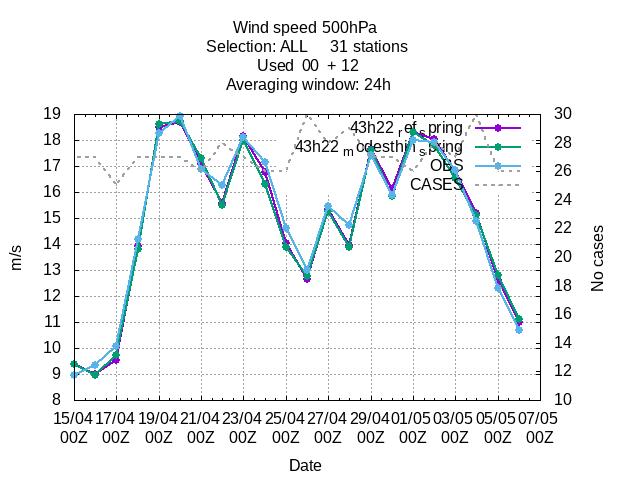 Wind speed 500hPa
Selection: ALL 31 stations
Used 00 + 12
Averaging window: 24h
19
18
17
16
15
14
13
12
11
10
9
8
m/s
30
28
26
24
22
20
18
16
14
12
10
No cases
43h22_ref_spring
OBS
CASES
15/04 17/04 19/04 21/04 23/04 25/04 27/04 29/04 01/05 03/05 05/05 07/05
00Z 00Z 00Z 00Z 00Z 00Z 00Z 00Z 00Z 00Z 00Z 00Z
Date